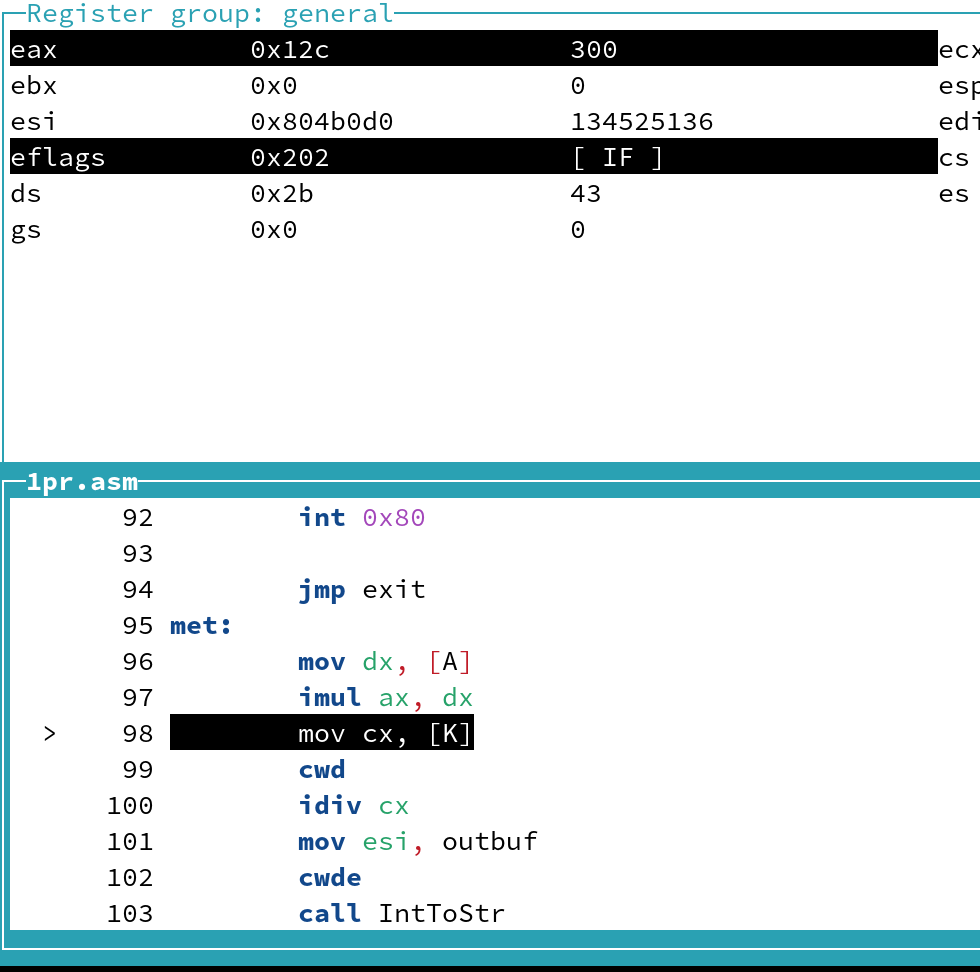 Register group: general
eax 0x12c 300 ecx
ebx 0x0 0 esp
esi 0x804b0d0 134525136 edi
eflags 0x202 [ IF ] cs
ds 0x2b 43 es
gs 0x0 0
1pr.asm
92 int 0x80
93
94 jmp exit
95 met:
96 mov dx, [A]
97 imul ax, dx
> 98 mov cx, [K]
99 cwd
100 idiv cx
101 mov esi, outbuf
102 cwde
103 call IntToStr